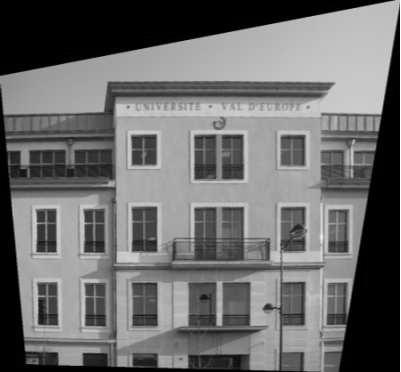 • UNIVERSITÉ • VAL D'EUROPE •